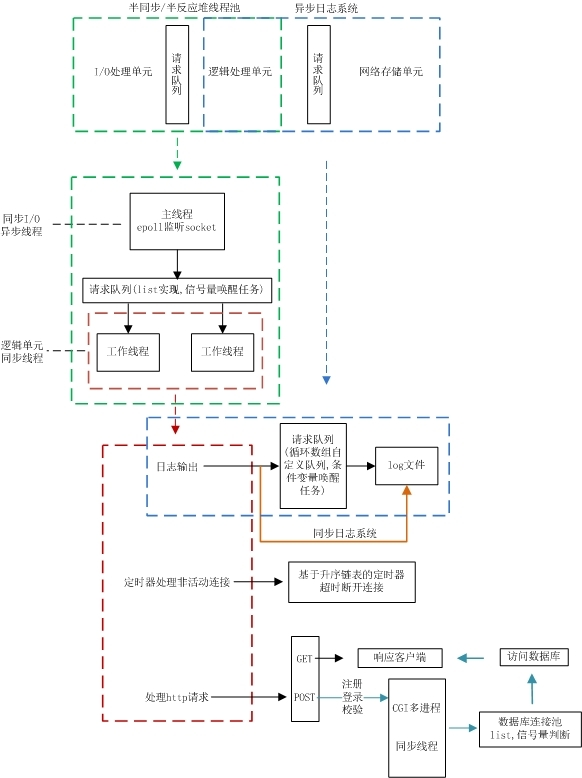 半同步/半反应堆线程池
异步日志系统
I/O处理单元
请求队列
逻辑处理单元
请求队列
网络存储单元
同步I/O
异步线程
主线程
epoll监听socket
请求队列(list实现,信号量唤醒任务)
逻辑单元
同步线程
工作线程
工作线程
日志输出
请求队列
(循环数组自
定义队列,条
件变量唤醒
任务)
log文件
同步日志系统
定时器处理非活动连接
基于升序链表的定时器
超时断开连接
处理http请求
GET
POST
响应客户端
访问数据库
注册
登录
校验
CGI多进程
同步线程
数据库连接池
list,信号量判断